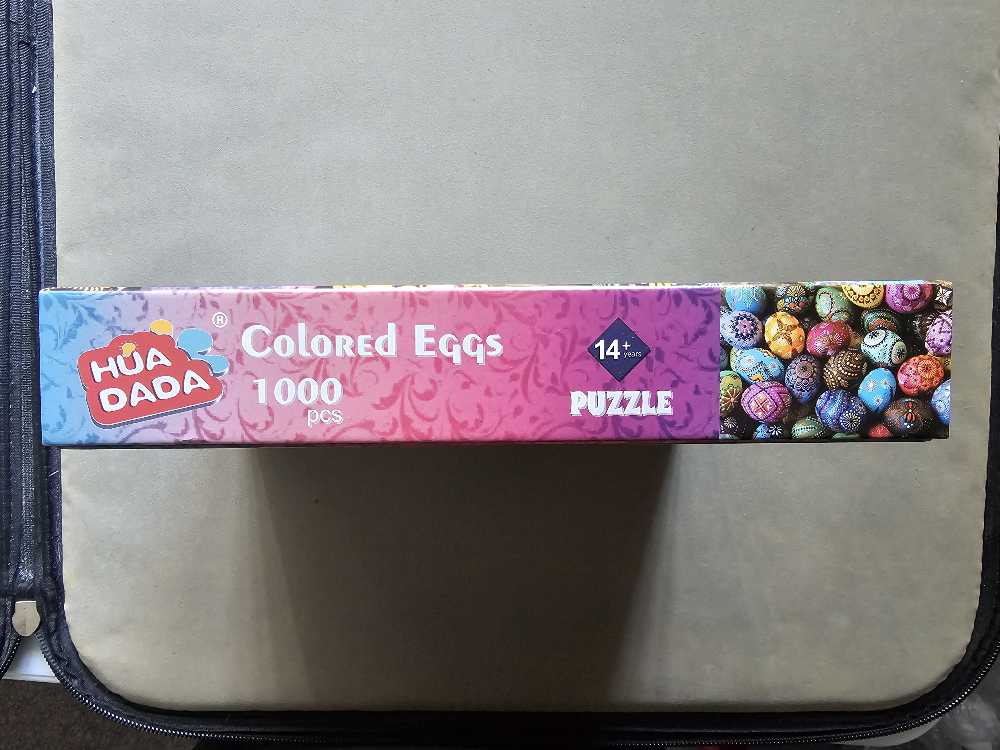 HUA
DADA
®
Colored Eggs
1000
pcs
14+
years
PUZZLE